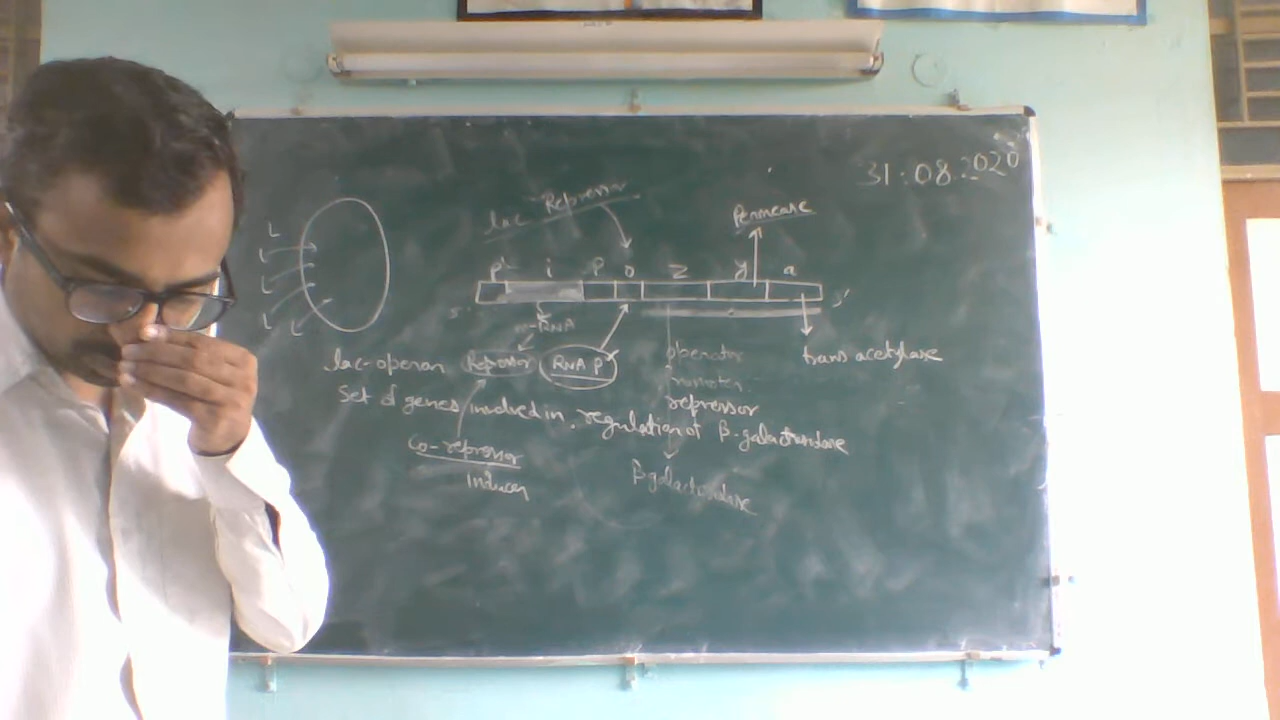 31:08.2020
lac Repressor
Permease
L
L
L
L
P' i P O Z y a
5' 3'
m-RNA
lac-operon Repressor RNA P operator trans acetylase
promoter
repressor
Set of genes involved in regulation of β-galactosidase
Co-repressor
Inducer
β galactosidase